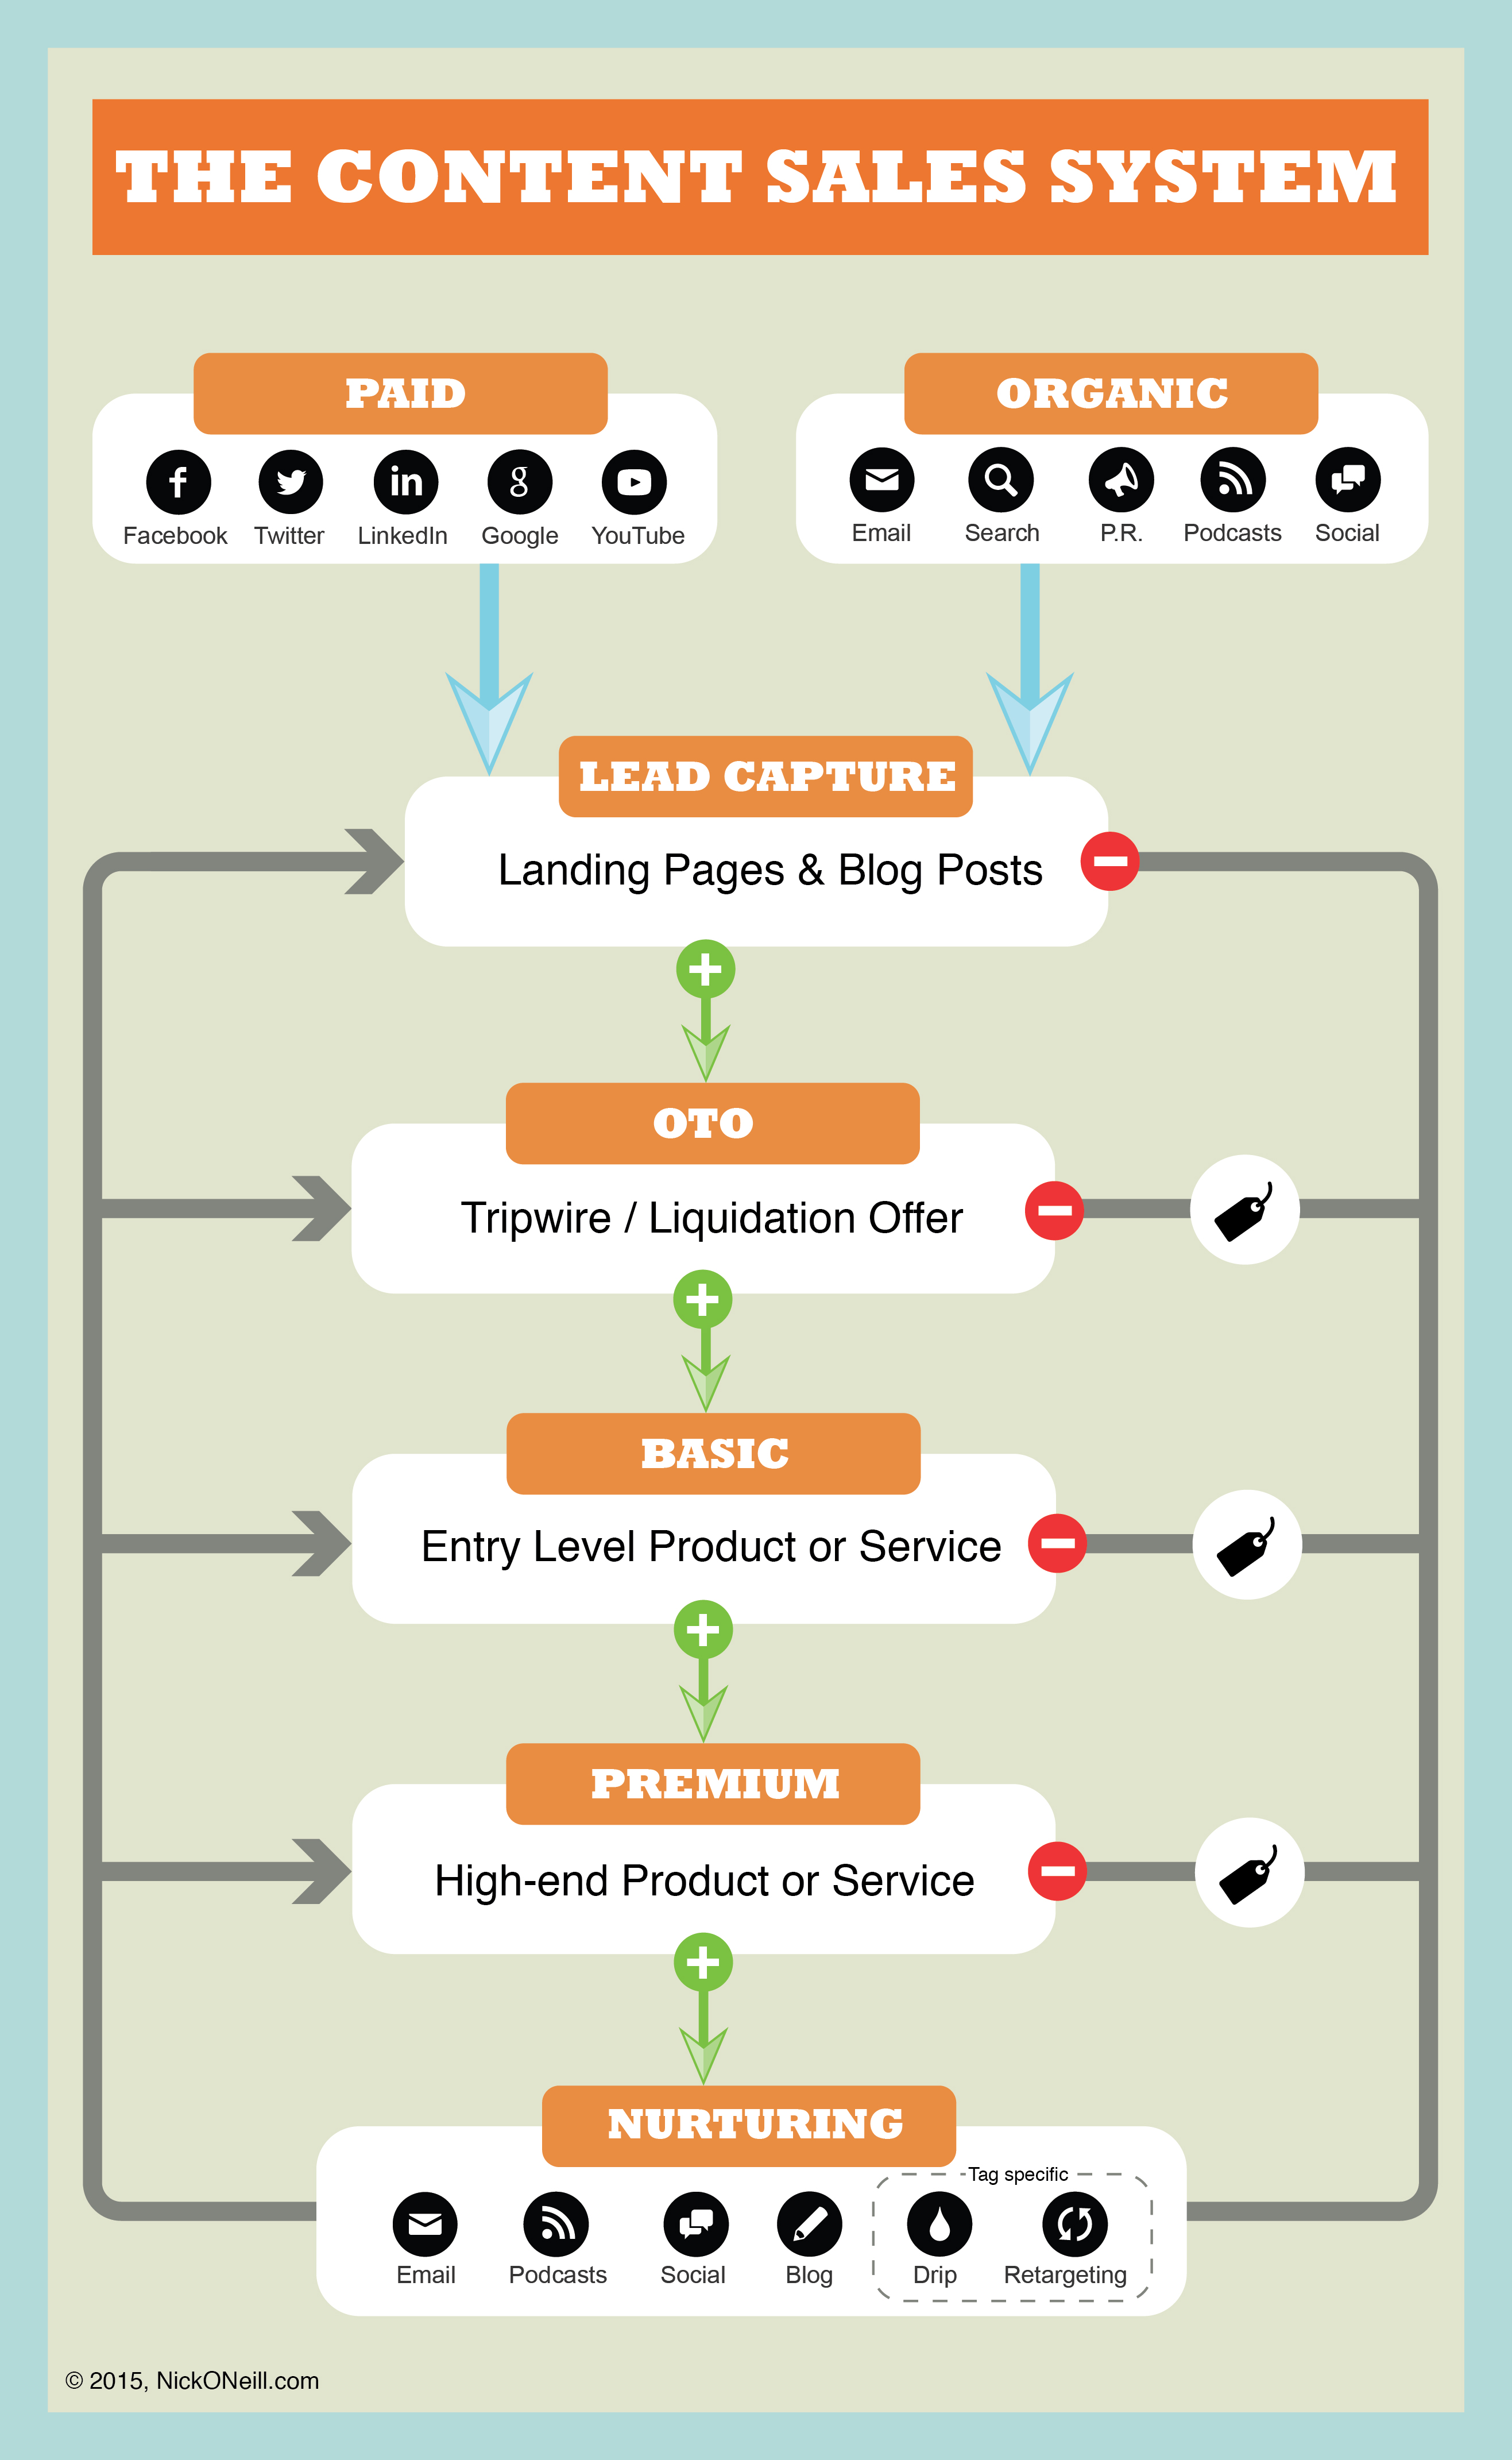 THE CONTENT SALES SYSTEM
PAID
Facebook Twitter LinkedIn Google YouTube
ORGANIC
Email Search P.R. Podcasts Social
LEAD CAPTURE
Landing Pages & Blog Posts
OTO
Tripwire / Liquidation Offer
BASIC
Entry Level Product or Service
PREMIUM
High-end Product or Service
NURTURING
Tag specific
Email Podcasts Social Blog Drip Retargeting
© 2015, NickONeill.com